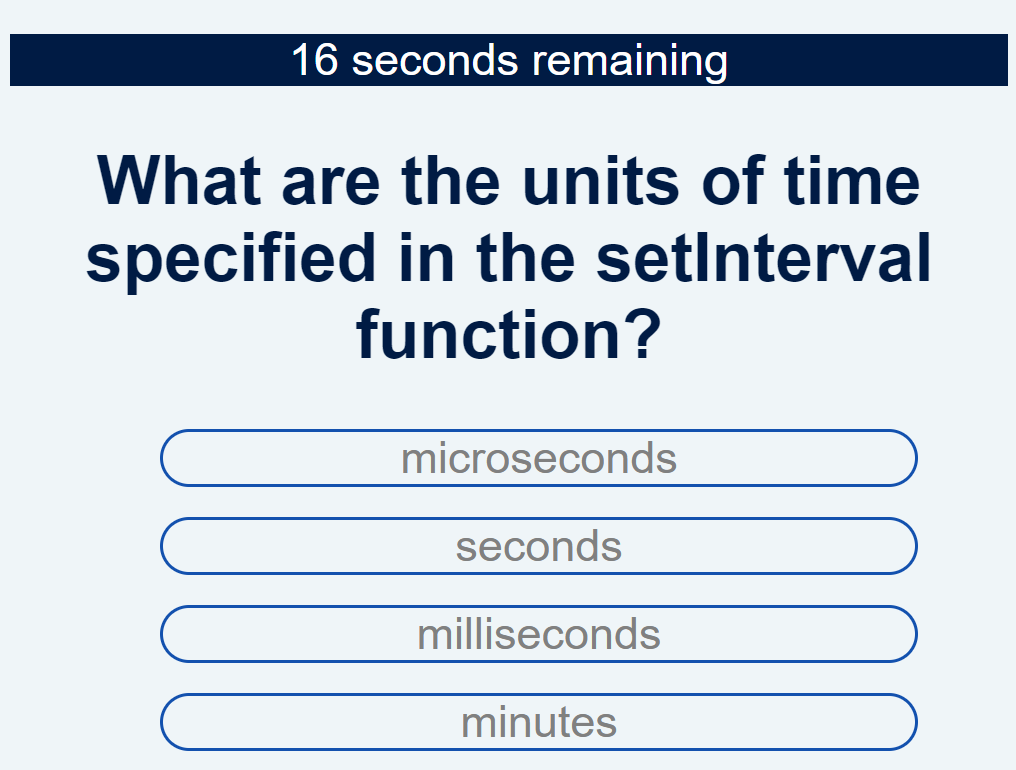 16 seconds remaining
What are the units of time
specified in the setInterval
function?
microseconds
seconds
milliseconds
minutes